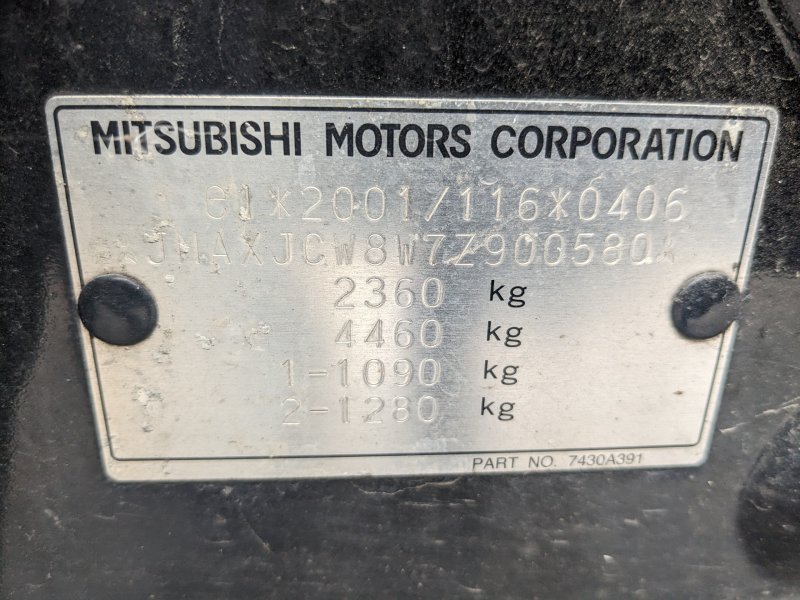 MITSUBISHI MOTORS CORPORATION
e1*2001/116*0406
*JMAXJCW8W7Z900580*
2360 kg
4460 kg
1-1090 kg
2-1280 kg
PART NO. 7430A391